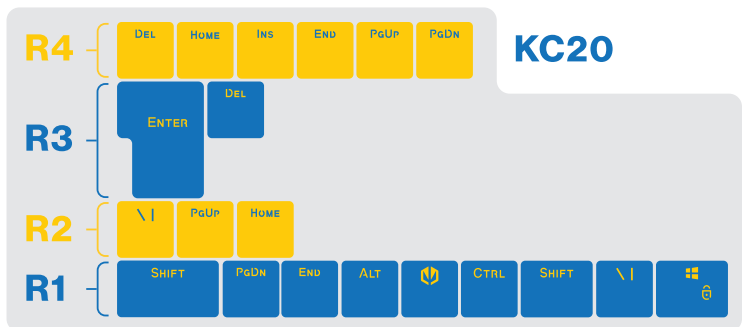 KC20
R4 DEL HOME INS END PGUP PGDN
R3 ENTER DEL
R2 \ | PGUP HOME
R1 SHIFT PGDN END ALT CTRL SHIFT \ |